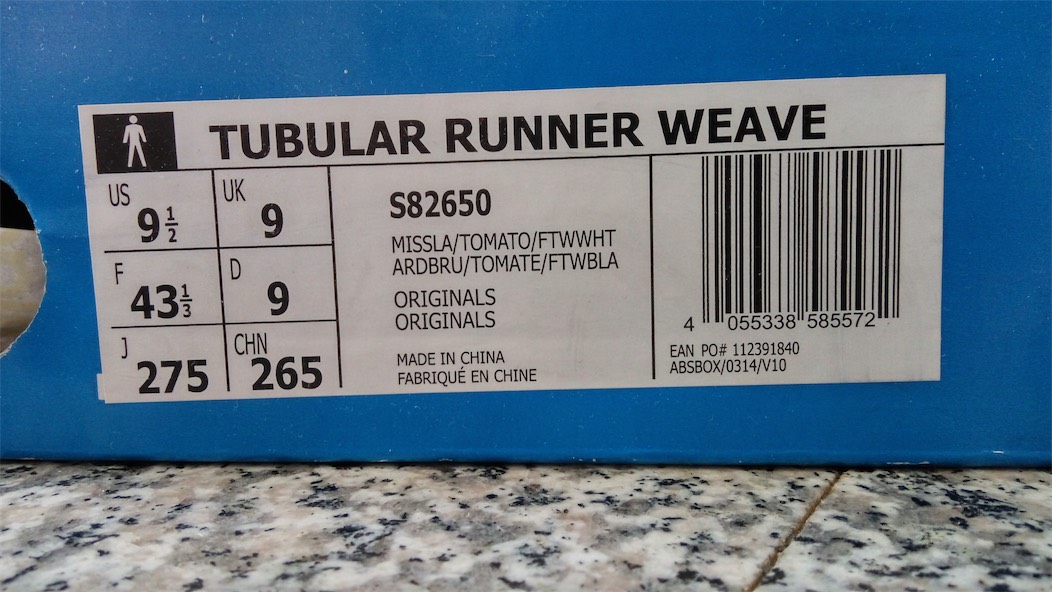 TUBULAR RUNNER WEAVE
US
9 1/2
UK
9
F
43 1/3
D
9
J
275
CHN
265
S82650
MISSLA/TOMATO/FTWWHT
ARDBRU/TOMATE/FTWBLA
ORIGINALS
ORIGINALS
MADE IN CHINA
FABRIQUÉ EN CHINE
4 055338 585572
EAN PO# 112391840
ABSBOX/0314/V10